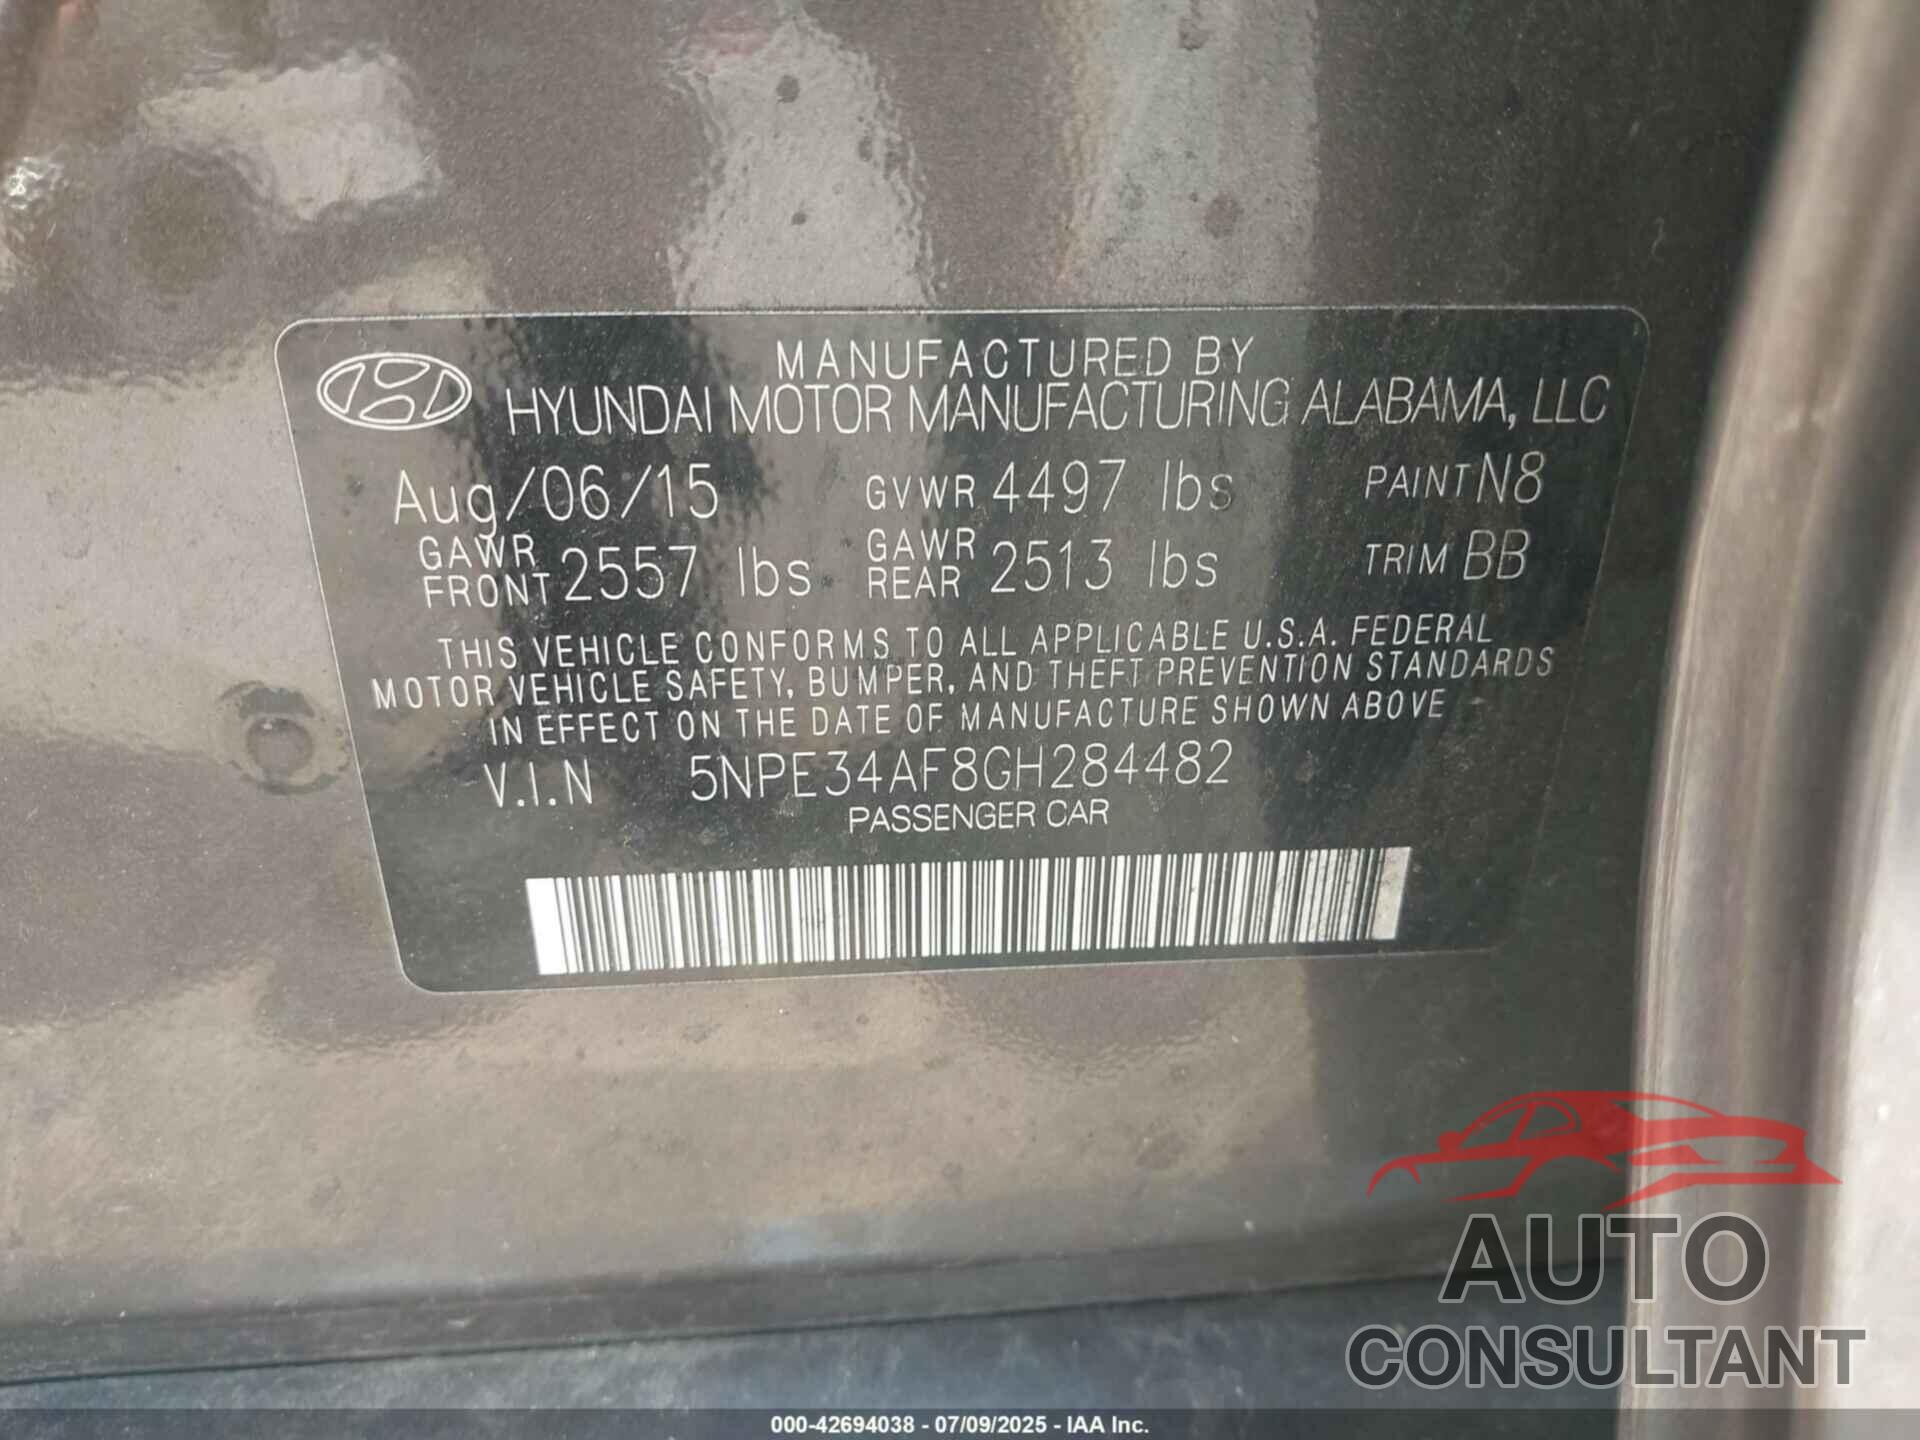 MANUFACTURED BY
HYUNDAI MOTOR MANUFACTURING ALABAMA, LLC
Aug/06/15 GVWR 4497 lbs PAINT N8
GAWR FRONT 2557 lbs GAWR REAR 2513 lbs TRIM BB
THIS VEHICLE CONFORMS TO ALL APPLICABLE U.S.A. FEDERAL
MOTOR VEHICLE SAFETY, BUMPER, AND THEFT PREVENTION STANDARDS
IN EFFECT ON THE DATE OF MANUFACTURE SHOWN ABOVE
V.I.N 5NPE34AF8GH284482
PASSENGER CAR
AUTO
CONSULTANT
000-42694038 - 07/09/2025 - IAA Inc.